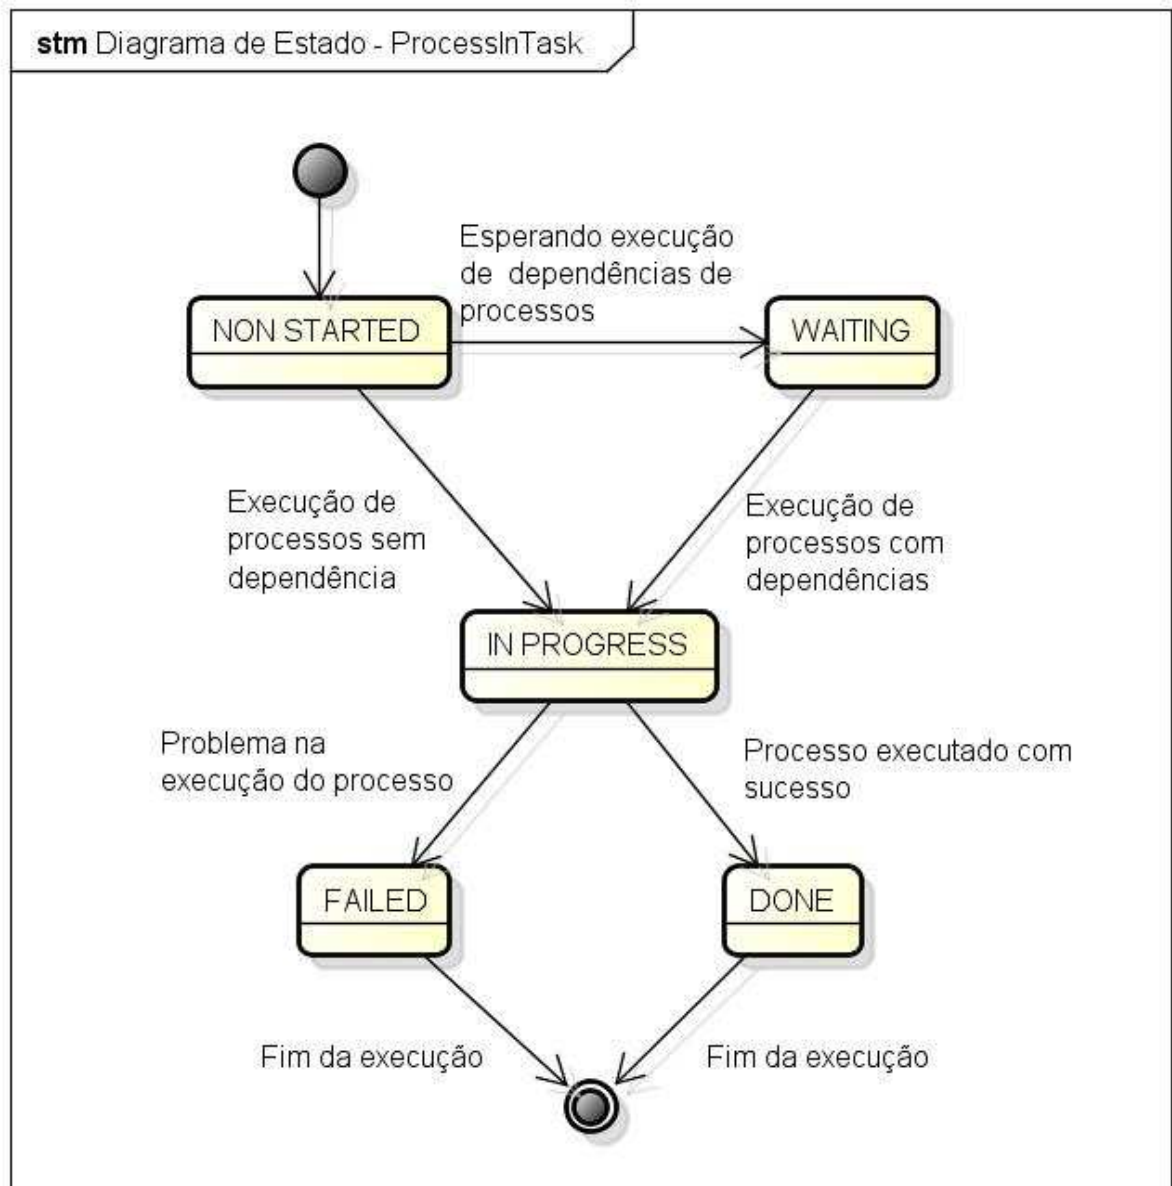 stm Diagrama de Estado - ProcessInTask
Esperando execução
de dependências de
processos
NON STARTED
WAITING
Execução de
processos sem
dependência
Execução de
processos com
dependências
IN PROGRESS
Problema na
execução do processo
Processo executado com
sucesso
FAILED
DONE
Fim da execução
Fim da execução